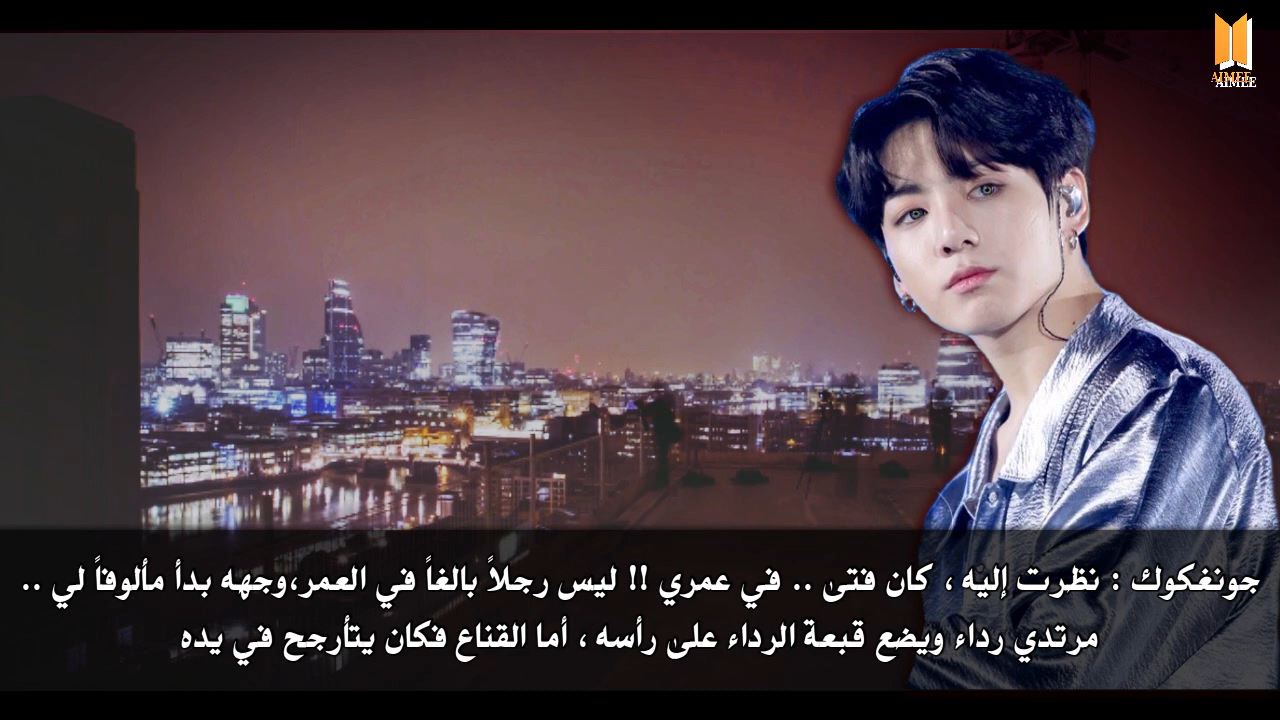 AIMEE
جونغكوك : نظرت إليه ، كان فتى .. في عمري !! ليس رجلاً بالغاً في العمر،وجهه بدأ مألوفاً لي ..
مرتدي رداء ويضع قبعة الرداء على رأسه ، أما القناع فكان يتأرجح في يده